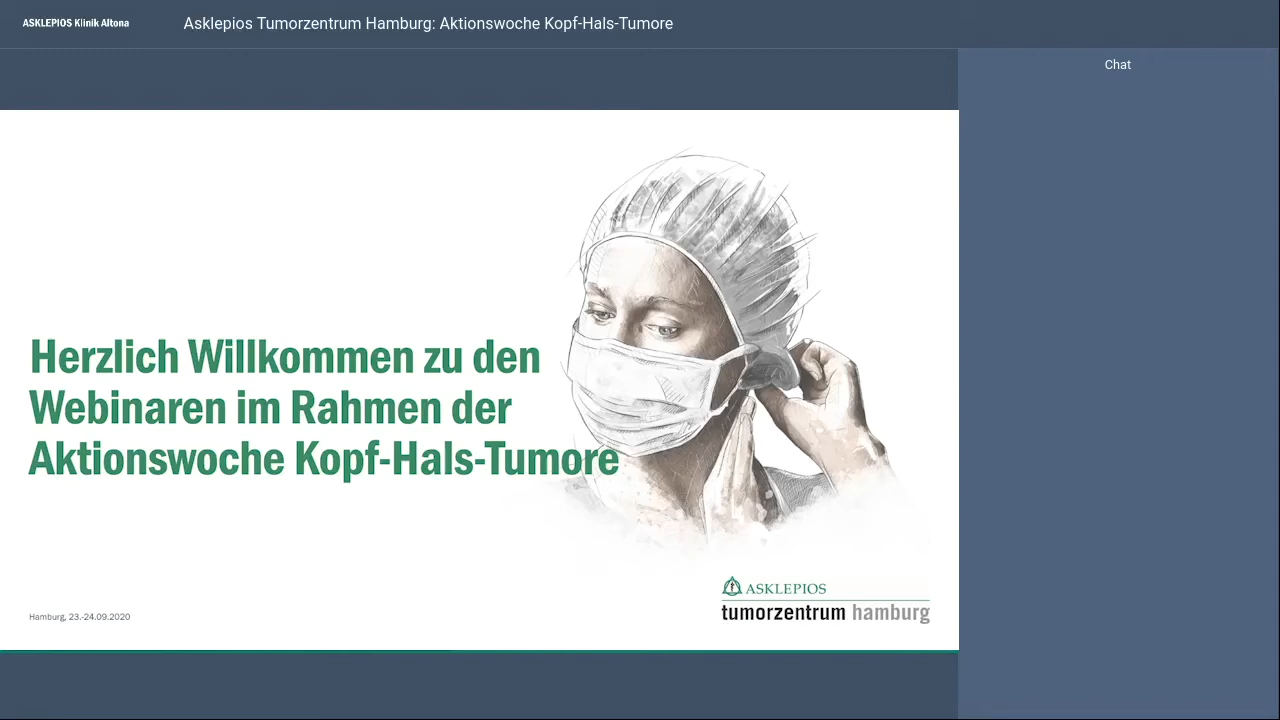 ASKLEPIOS Klinik Altona
Asklepios Tumorzentrum Hamburg: Aktionswoche Kopf-Hals-Tumore
Chat
Herzlich Willkommen zu den
Webinaren im Rahmen der
Aktionswoche Kopf-Hals-Tumore
ASKLEPIOS
tumorzentrum hamburg
Hamburg, 23.-24.09.2020